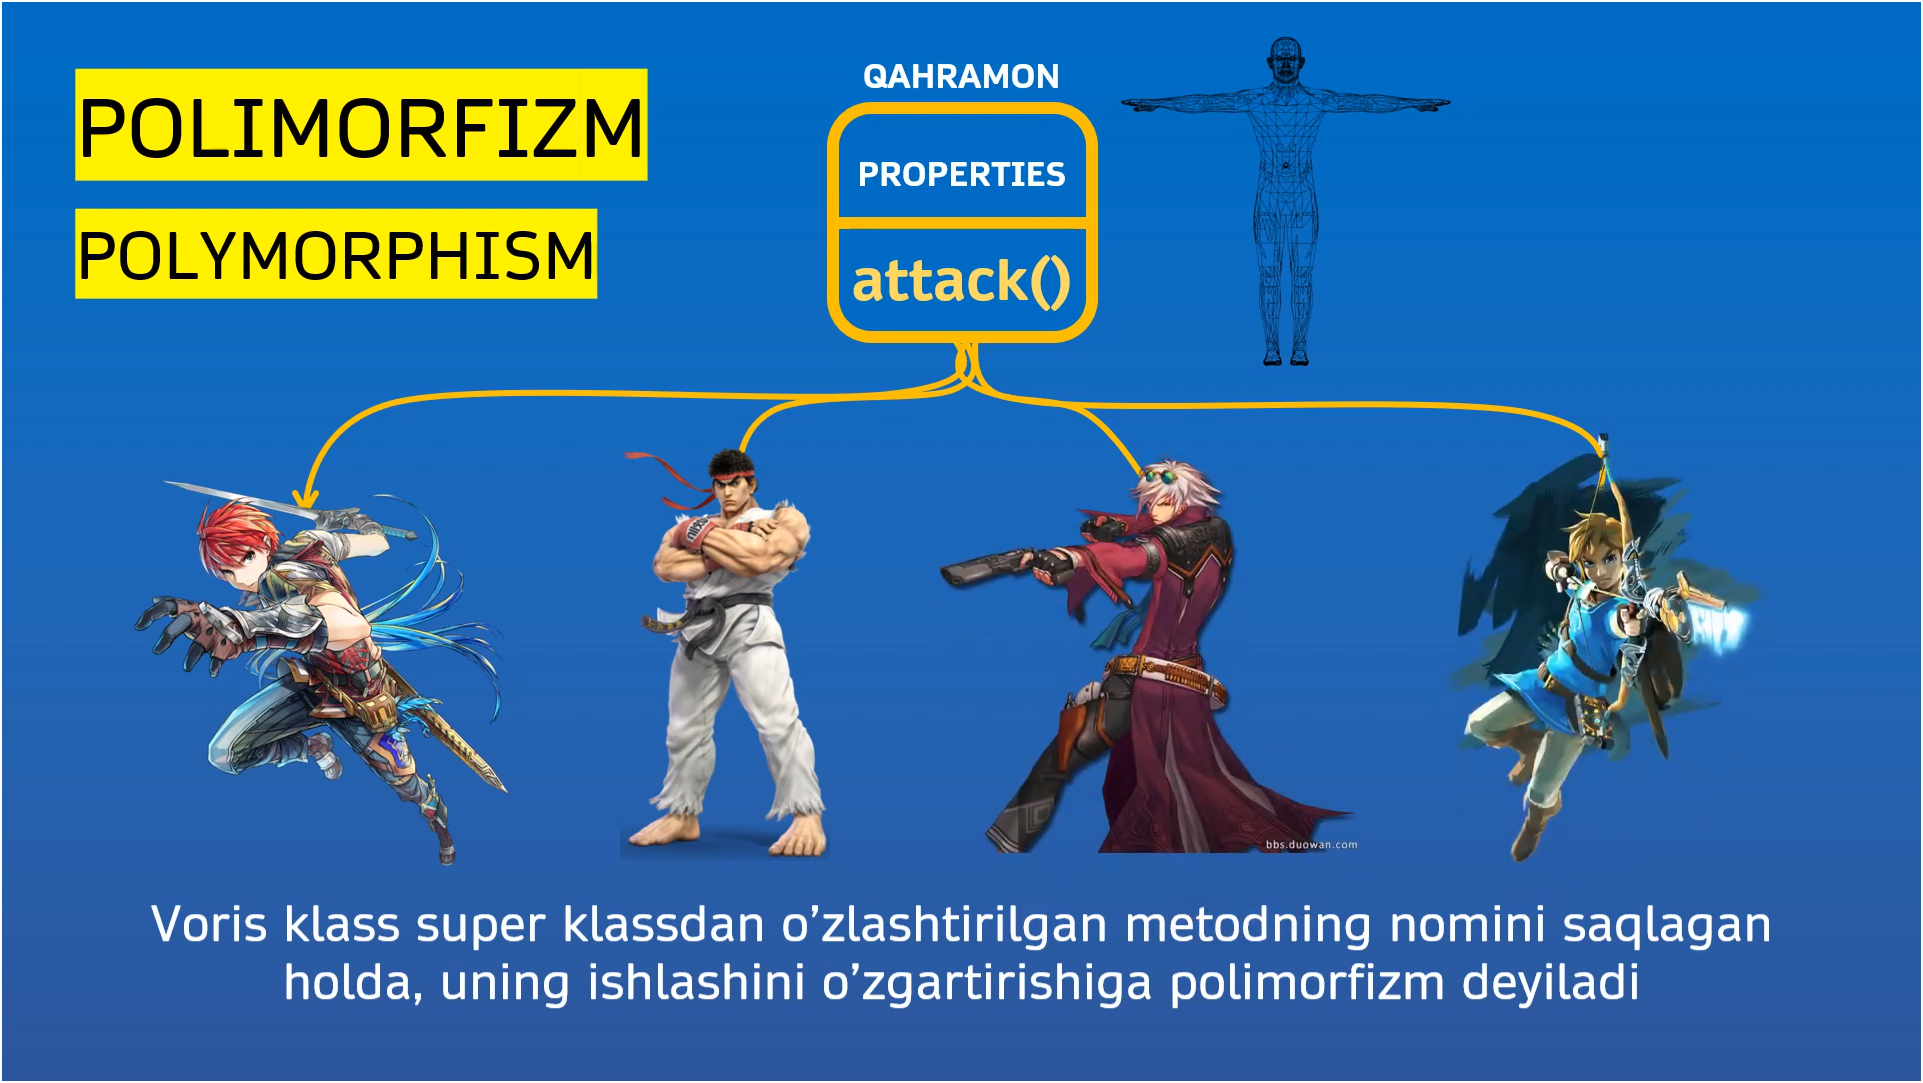 POLIMORFIZM
POLYMORPHISM
QAHRAMON
PROPERTIES
attack()
bbs.duowan.com
Voris klass super klassdan o’zlashtirilgan metodning nomini saqlagan
holda, uning ishlashini o’zgartirishiga polimorfizm deyiladi